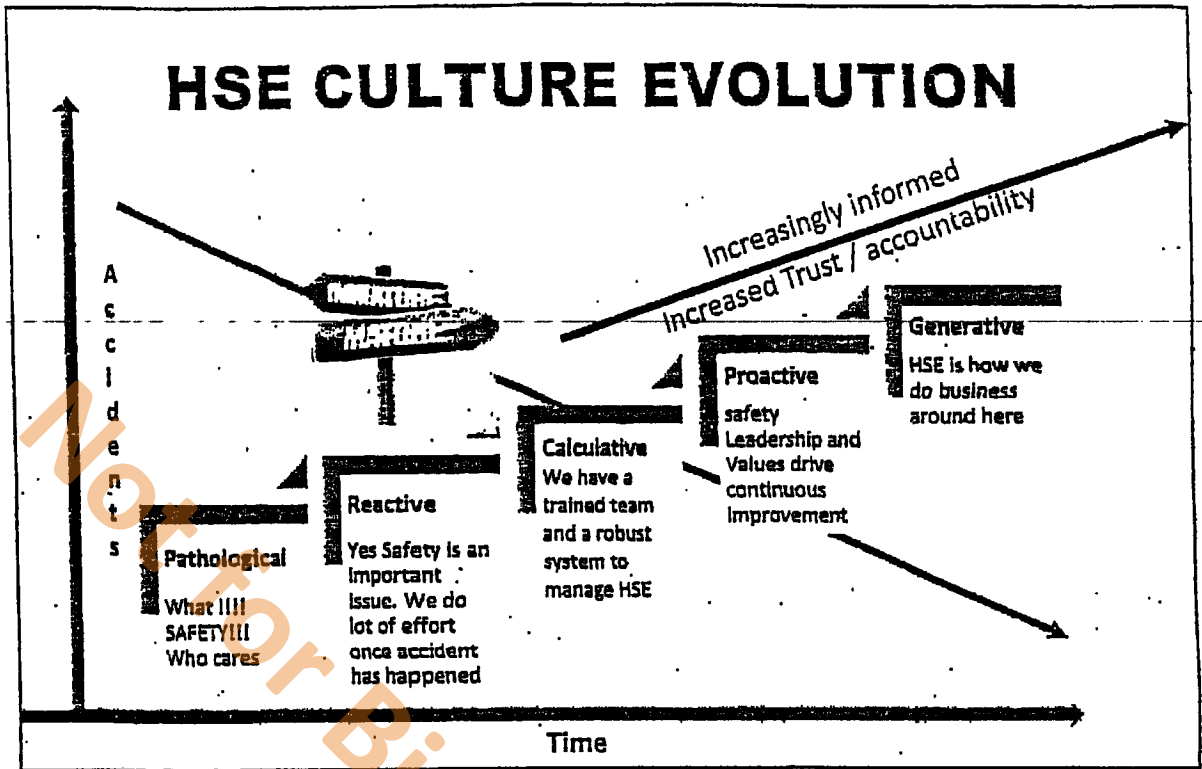 HSE CULTURE EVOLUTION
Accidents
Increasingly informed
Increased Trust / accountability
Generative
HSE is how we
do business
around here
Proactive
safety
Leadership and
Values drive
continuous
Improvement
Calculative
We have a
trained team
and a robust
system to
manage HSE
Reactive
Yes Safety is an
important
issue. We do
lot of effort
once accident
has happened
Pathological
What !!!!
SAFETY!!!
Who cares
Time
Not for Bi